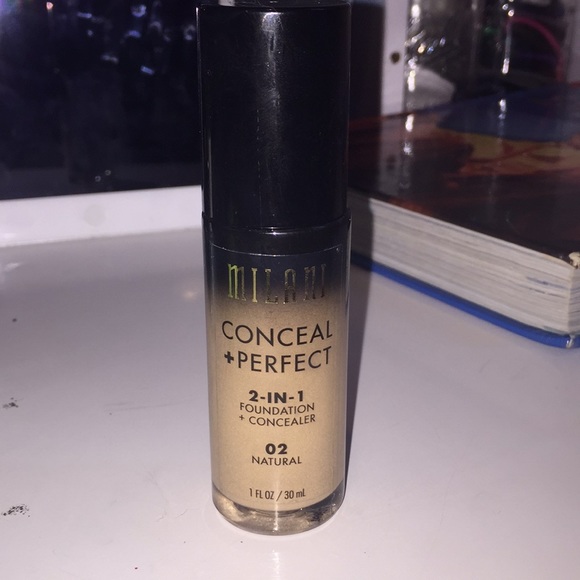 MILANI
CONCEAL
+PERFECT
2-IN-1
FOUNDATION
+ CONCEALER
02
NATURAL
1 FL OZ / 30 mL